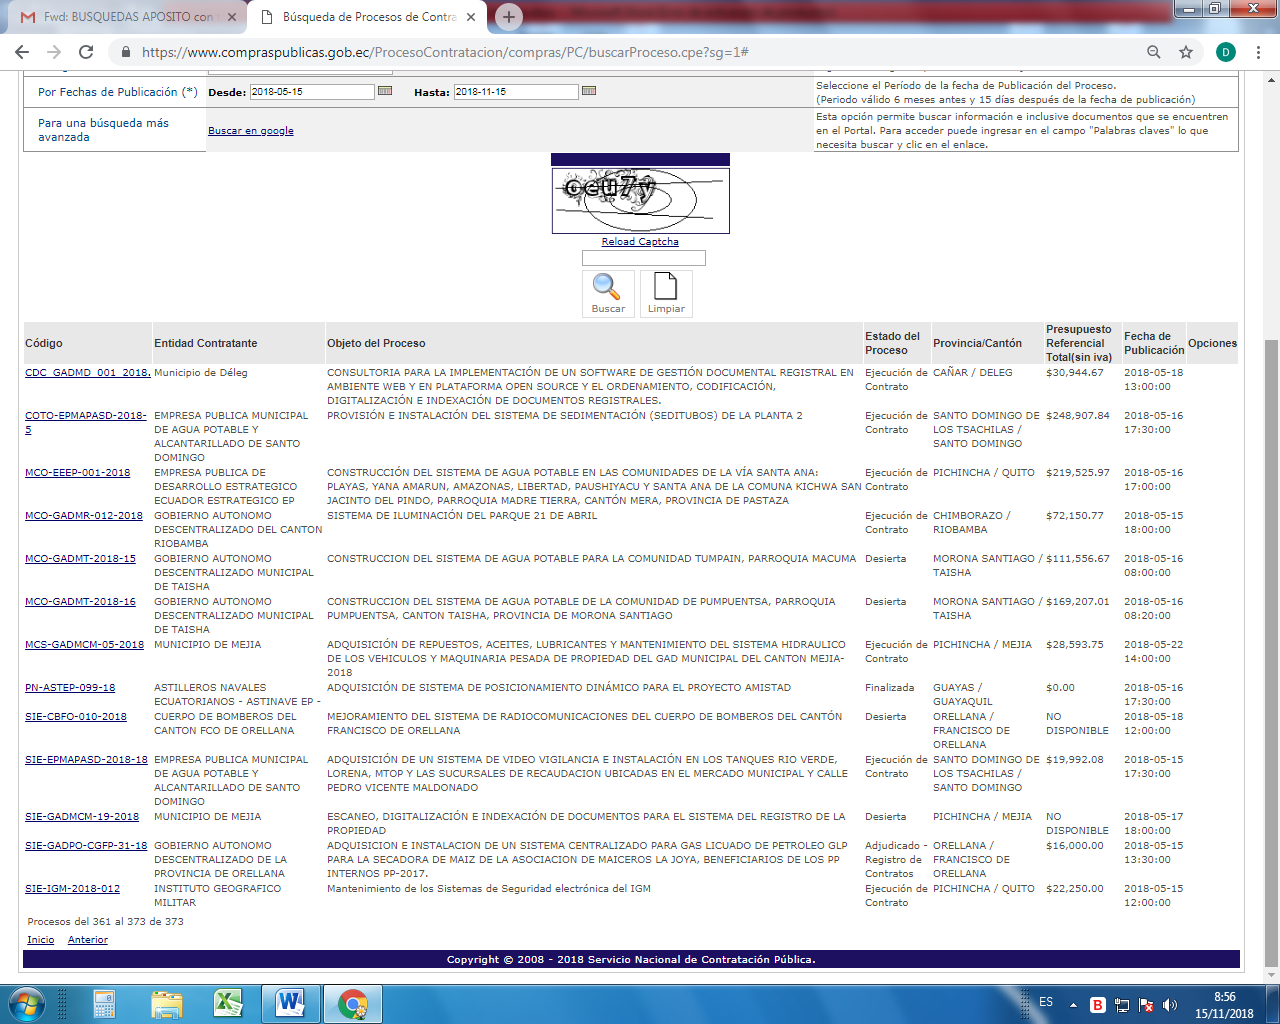 Fwd: BUSQUEDAS APOSITO con
Búsqueda de Procesos de Contra
https://www.compraspublicas.gob.ec/ProcesoContratacion/compras/PC/buscarProceso.cpe?sg=1#
D
Por Fechas de Publicación (*) Desde: 2018-05-15 Hasta: 2018-11-15
Seleccione el Período de la fecha de Publicación del Proceso.
(Periodo válido 6 meses antes y 15 días después de la fecha de publicación)
Para una búsqueda más
avanzada
Buscar en google
Esta opción permite buscar información e inclusive documentos que se encuentren
en el Portal. Para acceder puede ingresar en el campo "Palabras claves" lo que
necesita buscar y clic en el enlace.
Reload Captcha
Buscar Limpiar
Código Entidad Contratante Objeto del Proceso Estado del Proceso Provincia/Cantón Presupuesto Referencial Total(sin iva) Fecha de Publicación Opciones
CDC_GADMD_001_2018. Municipio de Déleg CONSULTORIA PARA LA IMPLEMENTACIÓN DE UN SOFTWARE DE GESTIÓN DOCUMENTAL REGISTRAL EN AMBIENTE WEB Y EN PLATAFORMA OPEN SOURCE Y EL ORDENAMIENTO, CODIFICACIÓN, DIGITALIZACIÓN E INDEXACIÓN DE DOCUMENTOS REGISTRALES. Ejecución de Contrato CAÑAR / DELEG $30,944.67 2018-05-18 13:00:00
COTO-EPMAPASD-2018-5 EMPRESA PUBLICA MUNICIPAL DE AGUA POTABLE Y ALCANTARILLADO DE SANTO DOMINGO PROVISIÓN E INSTALACIÓN DEL SISTEMA DE SEDIMENTACIÓN (SEDITUBOS) DE LA PLANTA 2 Ejecución de Contrato SANTO DOMINGO DE LOS TSACHILAS / SANTO DOMINGO $248,907.84 2018-05-16 17:30:00
MCO-EEEP-001-2018 EMPRESA PUBLICA DE DESARROLLO ESTRATEGICO ECUADOR ESTRATEGICO EP CONSTRUCCIÓN DEL SISTEMA DE AGUA POTABLE EN LAS COMUNIDADES DE LA VÍA SANTA ANA: PLAYAS, YANA AMARUN, AMAZONAS, LIBERTAD, PAUSHIYACU Y SANTA ANA DE LA COMUNA KICHWA SAN JACINTO DEL PINDO, PARROQUIA MADRE TIERRA, CANTÓN MERA, PROVINCIA DE PASTAZA Ejecución de Contrato PICHINCHA / QUITO $219,525.97 2018-05-16 17:00:00
MCO-GADMR-012-2018 GOBIERNO AUTONOMO DESCENTRALIZADO DEL CANTON RIOBAMBA SISTEMA DE ILUMINACIÓN DEL PARQUE 21 DE ABRIL Ejecución de Contrato CHIMBORAZO / RIOBAMBA $72,150.77 2018-05-15 18:00:00
MCO-GADMT-2018-15 GOBIERNO AUTONOMO DESCENTRALIZADO MUNICIPAL DE TAISHA CONSTRUCCION DEL SISTEMA DE AGUA POTABLE PARA LA COMUNIDAD TUMPAIN, PARROQUIA MACUMA Desierta MORONA SANTIAGO / TAISHA $111,556.67 2018-05-16 08:00:00
MCO-GADMT-2018-16 GOBIERNO AUTONOMO DESCENTRALIZADO MUNICIPAL DE TAISHA CONSTRUCCION DEL SISTEMA DE AGUA POTABLE DE LA COMUNIDAD DE PUMPUENTSA, PARROQUIA PUMPUENTSA, CANTON TAISHA, PROVINCIA DE MORONA SANTIAGO Desierta MORONA SANTIAGO / TAISHA $169,207.01 2018-05-16 08:20:00
MCS-GADMCM-05-2018 MUNICIPIO DE MEJIA ADQUISICIÓN DE REPUESTOS, ACEITES, LUBRICANTES Y MANTENIMIENTO DEL SISTEMA HIDRAULICO DE LOS VEHICULOS Y MAQUINARIA PESADA DE PROPIEDAD DEL GAD MUNICIPAL DEL CANTON MEJIA-2018 Ejecución de Contrato PICHINCHA / MEJIA $28,593.75 2018-05-22 14:00:00
PN-ASTEP-099-18 ASTILLEROS NAVALES ECUATORIANOS - ASTINAVE EP - ADQUISICIÓN DE SISTEMA DE POSICIONAMIENTO DINÁMICO PARA EL PROYECTO AMISTAD Finalizada GUAYAS / GUAYAQUIL $0.00 2018-05-16 17:30:00
SIE-CBFO-010-2018 CUERPO DE BOMBEROS DEL CANTON FCO DE ORELLANA MEJORAMIENTO DEL SISTEMA DE RADIOCOMUNICACIONES DEL CUERPO DE BOMBEROS DEL CANTÓN FRANCISCO DE ORELLANA Desierta ORELLANA / FRANCISCO DE ORELLANA NO DISPONIBLE 2018-05-18 12:00:00
SIE-EPMAPASD-2018-18 EMPRESA PUBLICA MUNICIPAL DE AGUA POTABLE Y ALCANTARILLADO DE SANTO DOMINGO ADQUISICIÓN DE UN SISTEMA DE VIDEO VIGILANCIA E INSTALACIÓN EN LOS TANQUES RIO VERDE, LORENA, MTOP Y LAS SUCURSALES DE RECAUDACION UBICADAS EN EL MERCADO MUNICIPAL Y CALLE PEDRO VICENTE MALDONADO Ejecución de Contrato SANTO DOMINGO DE LOS TSACHILAS / SANTO DOMINGO $19,992.08 2018-05-15 17:30:00
SIE-GADMCM-19-2018 MUNICIPIO DE MEJIA ESCANEO, DIGITALIZACIÓN E INDEXACIÓN DE DOCUMENTOS PARA EL SISTEMA DEL REGISTRO DE LA PROPIEDAD Desierta PICHINCHA / MEJIA NO DISPONIBLE 2018-05-17 18:00:00
SIE-GADPO-CGFP-31-18 GOBIERNO AUTONOMO DESCENTRALIZADO DE LA PROVINCIA DE ORELLANA ADQUISICION E INSTALACION DE UN SISTEMA CENTRALIZADO PARA GAS LICUADO DE PETROLEO GLP PARA LA SECADORA DE MAIZ DE LA ASOCIACION DE MAICEROS LA JOYA, BENEFICIARIOS DE LOS PP INTERNOS PP-2017. Adjudicado - Registro de Contratos ORELLANA / FRANCISCO DE ORELLANA $16,000.00 2018-05-15 13:30:00
SIE-IGM-2018-012 INSTITUTO GEOGRAFICO MILITAR Mantenimiento de los Sistemas de Seguridad electrónica del IGM Ejecución de Contrato PICHINCHA / QUITO $22,250.00 2018-05-15 12:00:00
Procesos del 361 al 373 de 373
Inicio Anterior
Copyright © 2008 - 2018 Servicio Nacional de Contratación Pública.
ES
8:56
15/11/2018